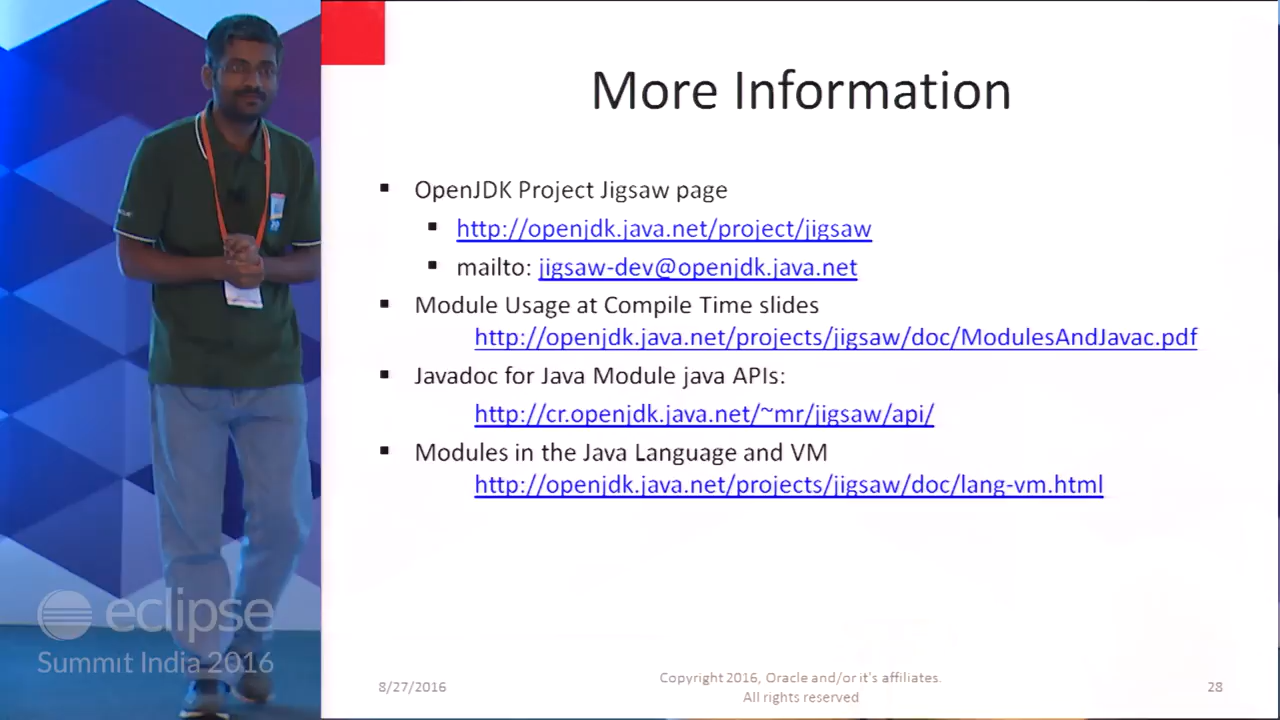 More Information
▪ OpenJDK Project Jigsaw page
▪ http://openjdk.java.net/project/jigsaw
▪ mailto: jigsaw-dev@openjdk.java.net
▪ Module Usage at Compile Time slides
http://openjdk.java.net/projects/jigsaw/doc/ModulesAndJavac.pdf
▪ Javadoc for Java Module java APIs:
http://cr.openjdk.java.net/~mr/jigsaw/api/
▪ Modules in the Java Language and VM
http://openjdk.java.net/projects/jigsaw/doc/lang-vm.html
eclipse
Summit India 2016
8/27/2016
Copyright 2016, Oracle and/or it's affiliates.
All rights reserved
28